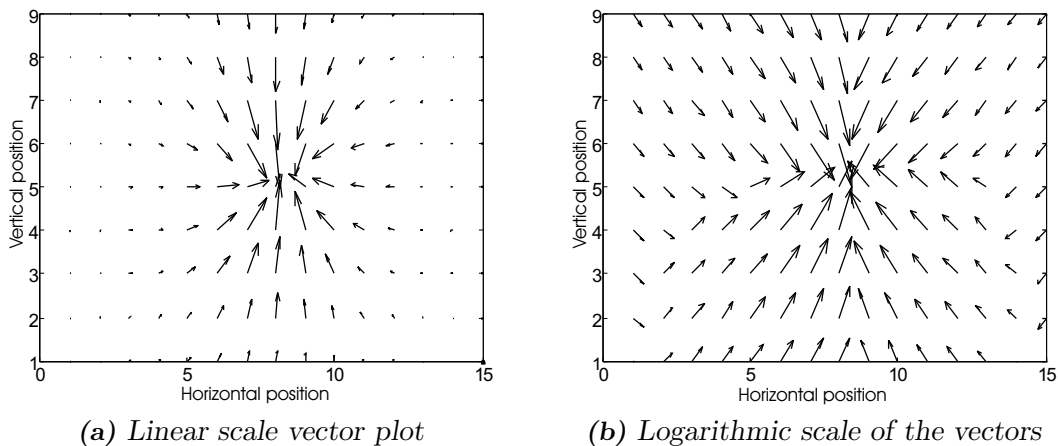 9
8
7
6
5
4
3
2
1
0 5 10 15
Vertical position
Horizontal position
(a) Linear scale vector plot
9
8
7
6
5
4
3
2
1
0 5 10 15
Vertical position
Horizontal position
(b) Logarithmic scale of the vectors